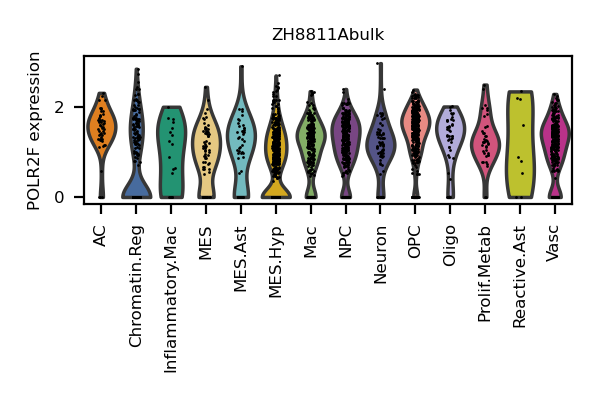 ZH8811Abulk
POLR2F expression
2
0
AC
Chromatin.Reg
Inflammatory.Mac
MES
MES.Ast
MES.Hyp
Mac
NPC
Neuron
OPC
Oligo
Prolif.Metab
Reactive.Ast
Vasc